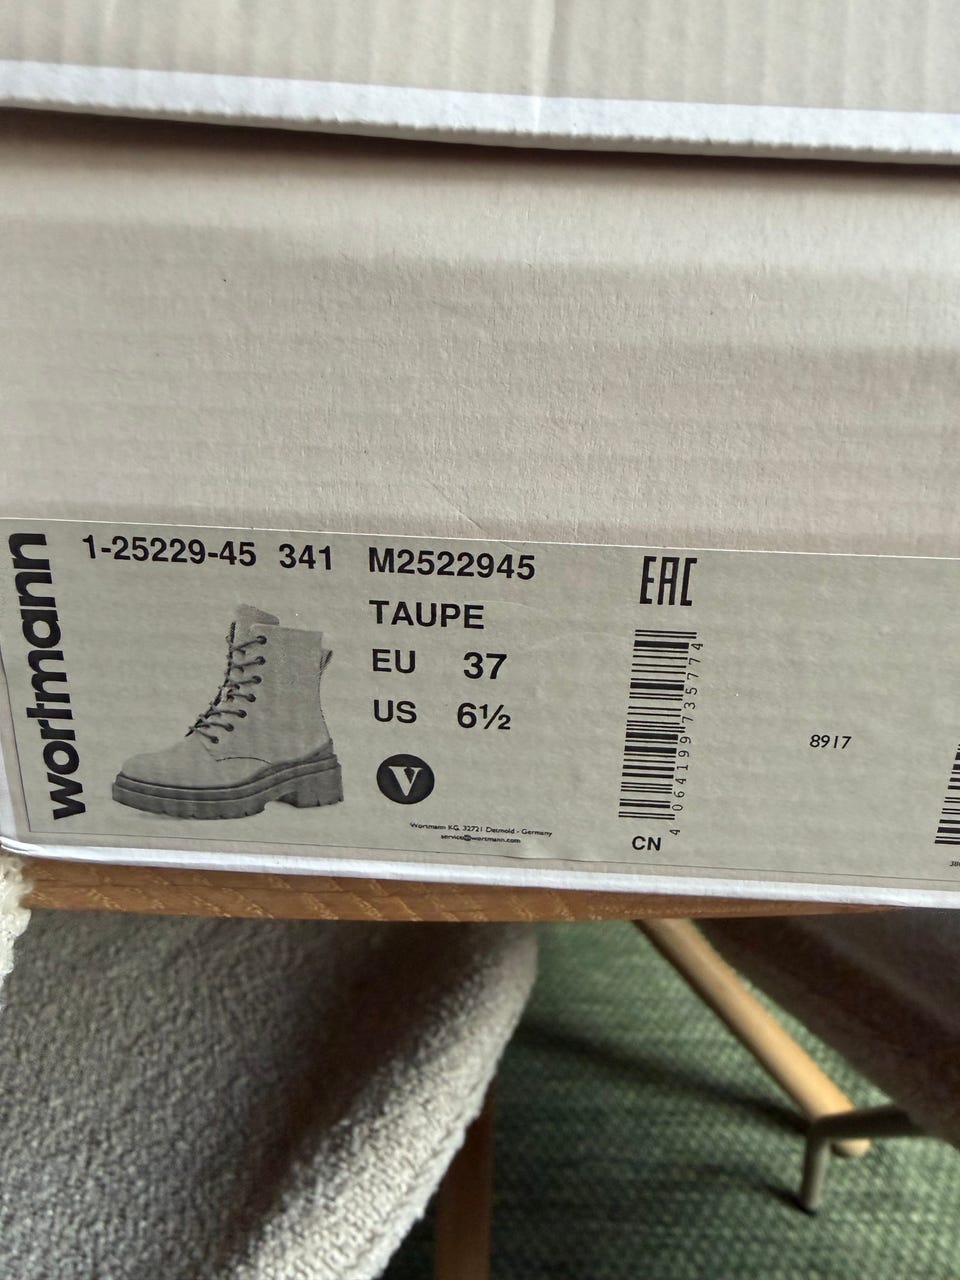 wortmann
1-25229-45 341 M2522945
TAUPE
EU 37
US 6½
V
Wortmann KG, 32721 Detmold - Germany
service@wortmann.com
EAC
4 064199 735774
CN
8917